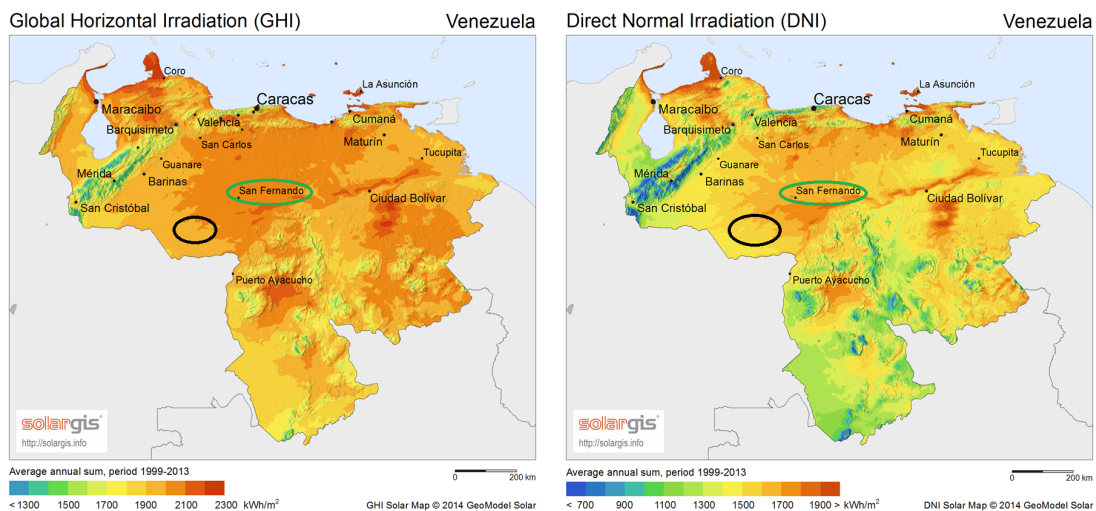 Global Horizontal Irradiation (GHI) Venezuela
Coro
La Asunción
Caracas
Maracaibo
Cumaná
Valencia
Barquisimeto
Maturín
San Carlos
Tucupita
Guanare
Mérida
Barinas
San Fernando
Ciudad Bolívar
San Cristóbal
Puerto Ayacucho
solargis
http://solargis.info
Average annual sum, period 1999-2013
200 km
< 1300 1500 1700 1900 2100 2300 kWh/m²
GHI Solar Map © 2014 GeoModel Solar
Direct Normal Irradiation (DNI) Venezuela
Coro
La Asunción
Caracas
Maracaibo
Cumaná
Valencia
Barquisimeto
Maturín
San Carlos
Tucupita
Guanare
Mérida
Barinas
San Fernando
Ciudad Bolívar
San Cristóbal
Puerto Ayacucho
solargis
http://solargis.info
Average annual sum, period 1999-2013
200 km
< 700 900 1100 1300 1500 1700 1900 > kWh/m²
DNI Solar Map © 2014 GeoModel Solar